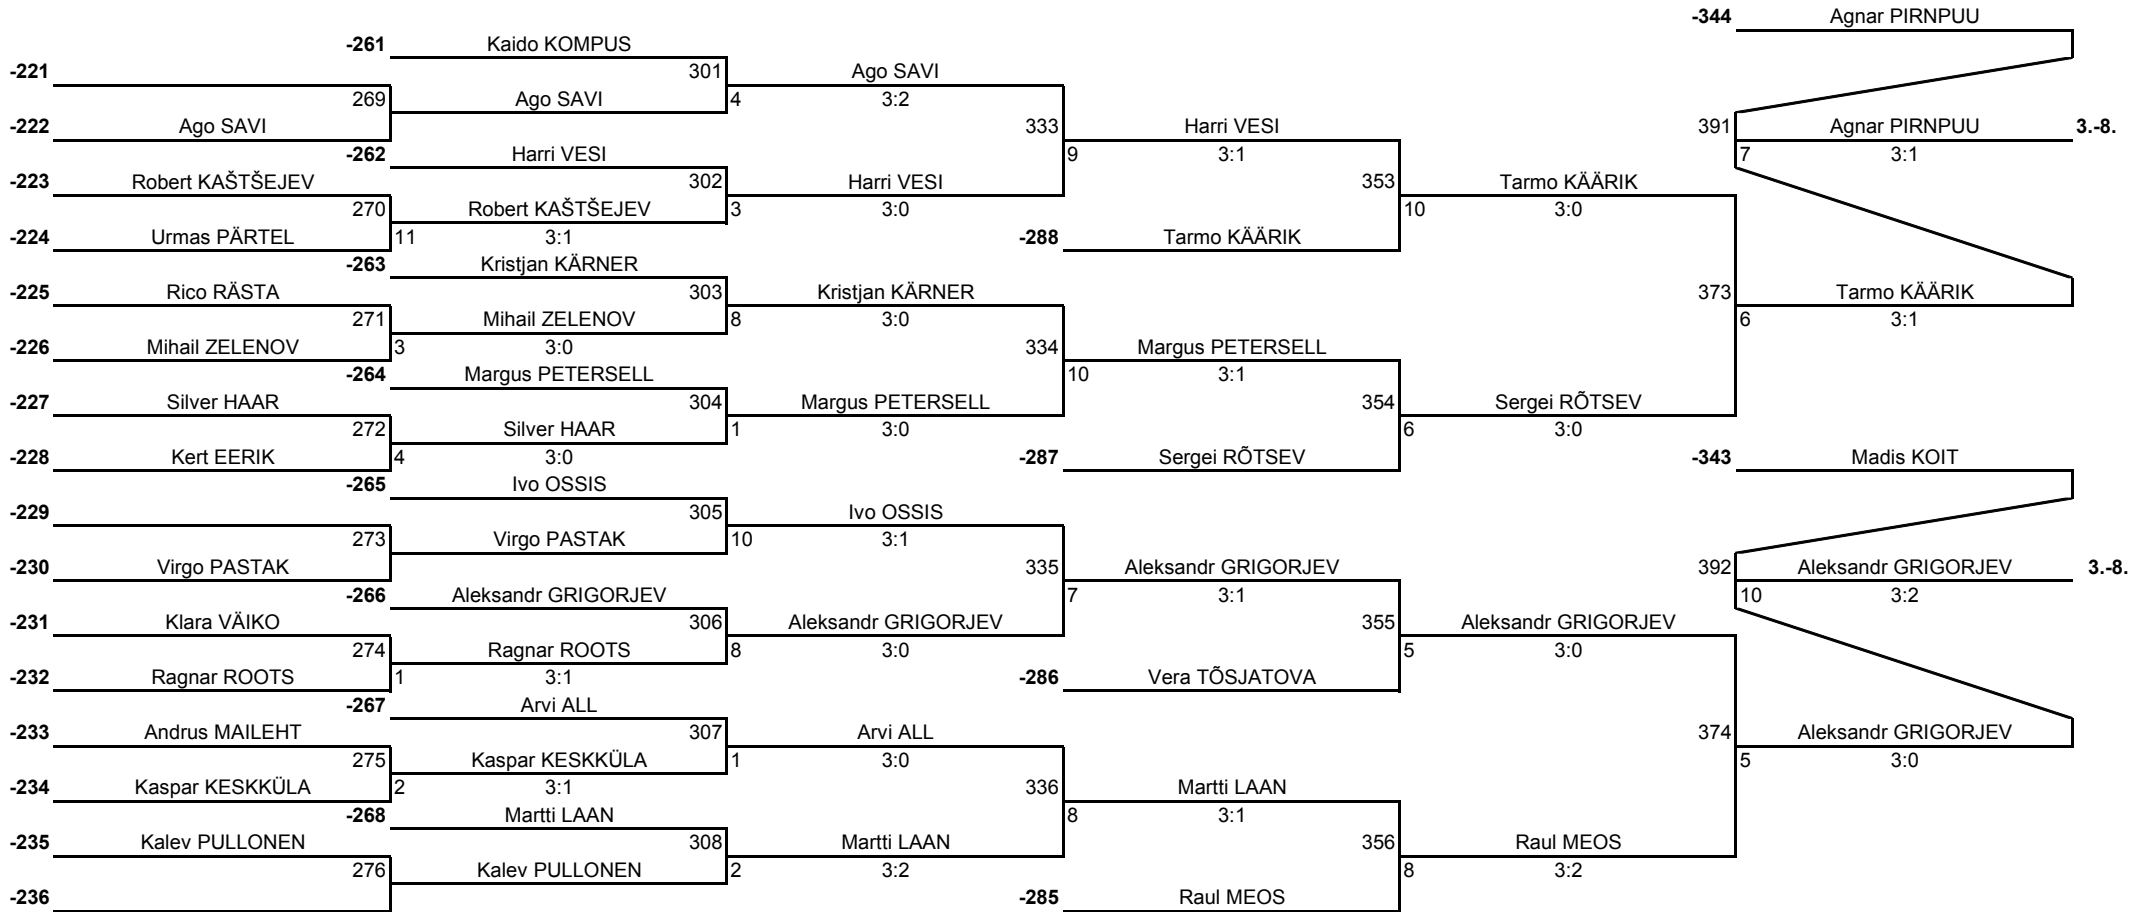 -344 Agnar PIRNPUU
-261 Kaido KOMPUS
-221 301 Ago SAVI
269 Ago SAVI 4 3:2
-222 Ago SAVI 333 Harri VESI 391 Agnar PIRNPUU 3.-8.
-262 Harri VESI 9 3:1 7 3:1
-223 Robert KAŠTŠEJEV 302 Harri VESI 353 Tarmo KÄÄRIK
270 Robert KAŠTŠEJEV 3 3:0 10 3:0
-224 Urmas PÄRTEL 11 3:1 -288 Tarmo KÄÄRIK
-263 Kristjan KÄRNER
-225 Rico RÄSTA 303 Kristjan KÄRNER 373 Tarmo KÄÄRIK
271 Mihail ZELENOV 8 3:0 6 3:1
-226 Mihail ZELENOV 3 3:0 334 Margus PETERSELL
-264 Margus PETERSELL 10 3:1
-227 Silver HAAR 304 Margus PETERSELL 354 Sergei RÕTSEV
272 Silver HAAR 1 3:0 6 3:0
-228 Kert EERIK 4 3:0 -287 Sergei RÕTSEV -343 Madis KOIT
-265 Ivo OSSIS
-229 305 Ivo OSSIS
273 Virgo PASTAK 10 3:1
-230 Virgo PASTAK 335 Aleksandr GRIGORJEV 392 Aleksandr GRIGORJEV 3.-8.
-266 Aleksandr GRIGORJEV 7 3:1 10 3:2
-231 Klara VÄIKO 306 Aleksandr GRIGORJEV 355 Aleksandr GRIGORJEV
274 Ragnar ROOTS 8 3:0 5 3:0
-232 Ragnar ROOTS 1 3:1 -286 Vera TÕSJATOVA
-267 Arvi ALL
-233 Andrus MAILEHT 307 Arvi ALL 374 Aleksandr GRIGORJEV
275 Kaspar KESKKÜLA 1 3:0 5 3:0
-234 Kaspar KESKKÜLA 2 3:1 336 Martti LAAN
-268 Martti LAAN 8 3:1
-235 Kalev PULLONEN 308 Martti LAAN 356 Raul MEOS
276 Kalev PULLONEN 2 3:2 8 3:2
-236 -285 Raul MEOS